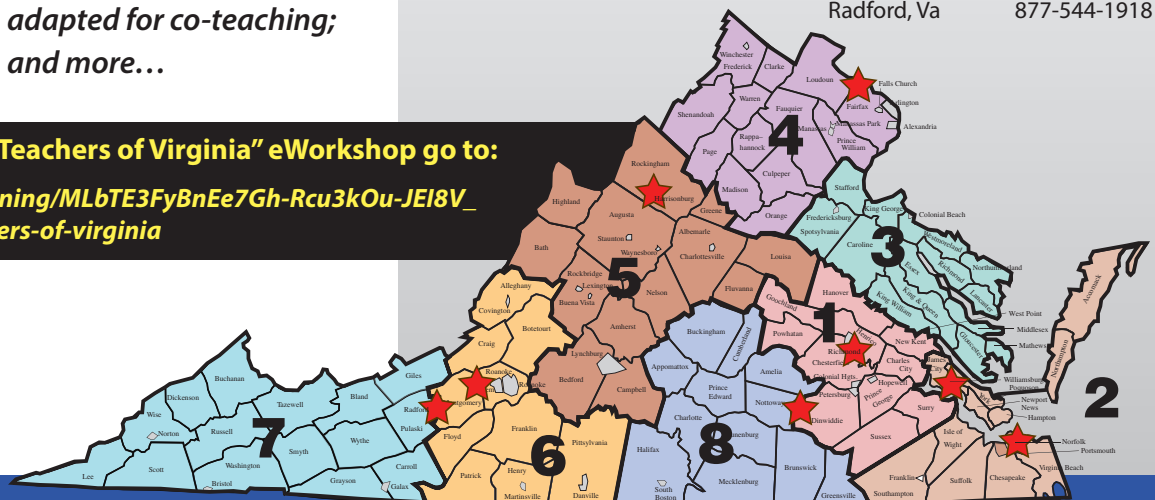 adapted for co-teaching;
and more…
Radford, Va 877-544-1918
Teachers of Virginia” eWorkshop go to:
ning/MLbTE3FyBnEe7Gh-Rcu3kOu-JEI8V_
ers-of-virginia
Winchester
Frederick
Clarke
Loudoun
Falls Church
Warren
Fauquier
Fairfax
Shenandoah
Manassas Park
Alexandria
Rappa–
hannock
4
Prince
William
Page
Culpeper
Madison
Orange
Rockingham
Harrisonburg
Highland
Augusta
Greene
Staunton
Albemarle
Waynesboro
Charlottesville
Bath
Louisa
Rockbridge
Lexington
5
Buena Vista
Nelson
Fluvanna
Amherst
Lynchburg
Bedford
Campbell
Stafford
King George
Colonial Beach
Fredericksburg
Spotsylvania
Caroline
3
Westmoreland
Essex
Richmond
Northumberland
Lancaster
King & Queen
King William
Gloucester
West Point
Middlesex
Mathews
Accomack
Northampton
2
Hanover
Goochland
1
Powhatan
Henrico
New Kent
Richmond
Chesterfield
Charles
City
James
City
Colonial Hgts.
Hopewell
Prince
George
Petersburg
Williamsburg
Poquoson
York
Newport
News
Hampton
Surry
Dinwiddie
Sussex
Isle of
Wight
Norfolk
Portsmouth
Virginia Beach
Franklin
Suffolk
Chesapeake
Southampton
Greensville
Alleghany
Covington
Botetourt
Craig
Roanoke
Roanoke
Floyd
Franklin
Pittsylvania
6
Patrick
Henry
Martinsville
Danville
Buckingham
Cumberland
Appomattox
Amelia
Prince
Edward
Nottoway
Charlotte
8
Halifax
Mecklenburg
Brunswick
South
Boston
Buchanan
Giles
Dickenson
Tazewell
Bland
Radford
Wise
Norton
Russell
7
Wythe
Pulaski
Smyth
Scott
Washington
Carroll
Lee
Bristol
Grayson
Galax